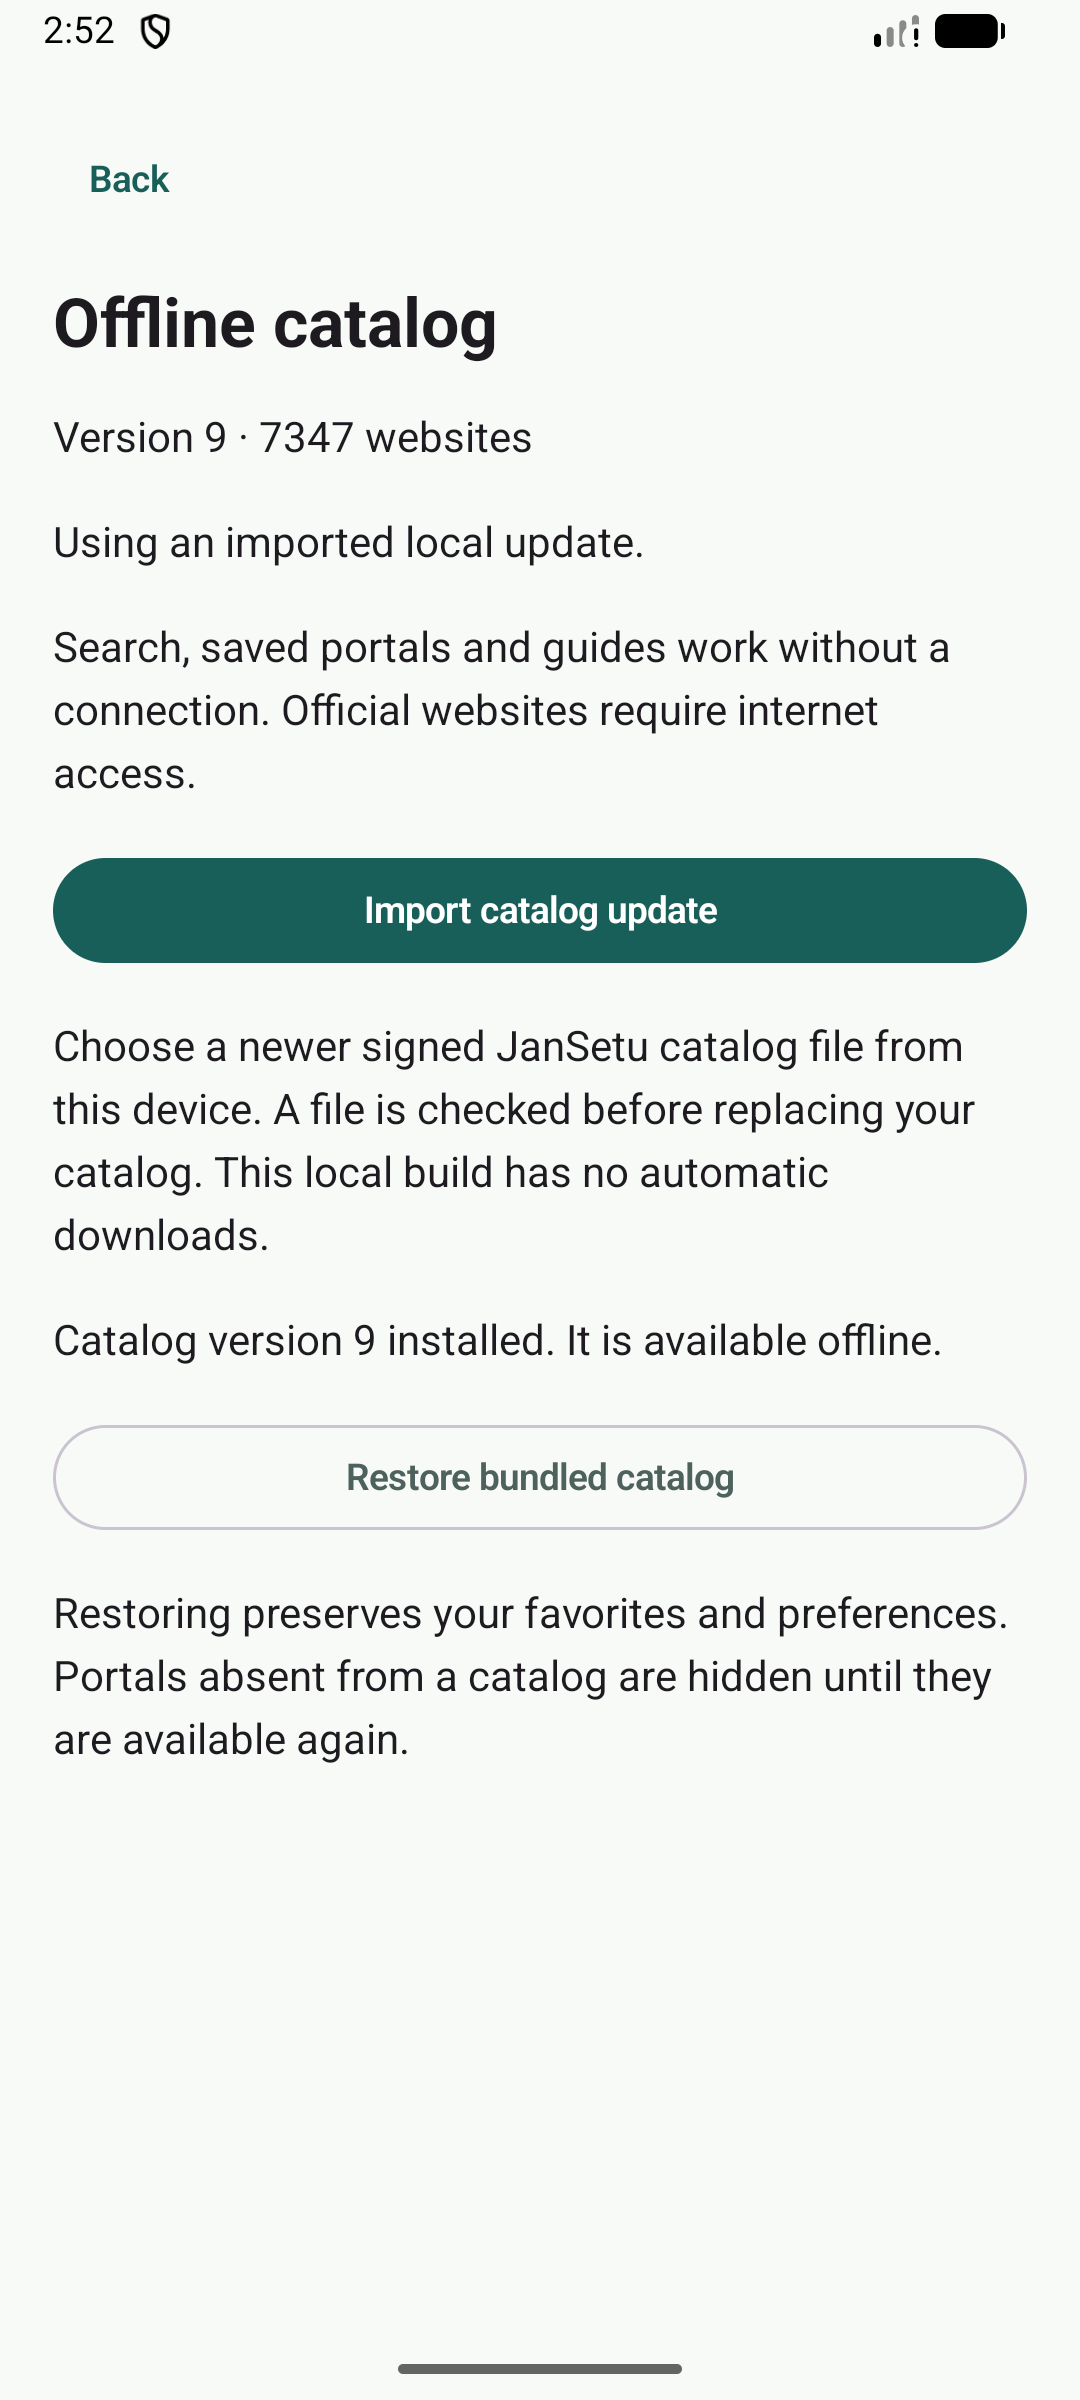 2:52
Back
Offline catalog
Version 9 · 7347 websites
Using an imported local update.
Search, saved portals and guides work without a
connection. Official websites require internet
access.
Import catalog update
Choose a newer signed JanSetu catalog file from
this device. A file is checked before replacing your
catalog. This local build has no automatic
downloads.
Catalog version 9 installed. It is available offline.
Restore bundled catalog
Restoring preserves your favorites and preferences.
Portals absent from a catalog are hidden until they
are available again.